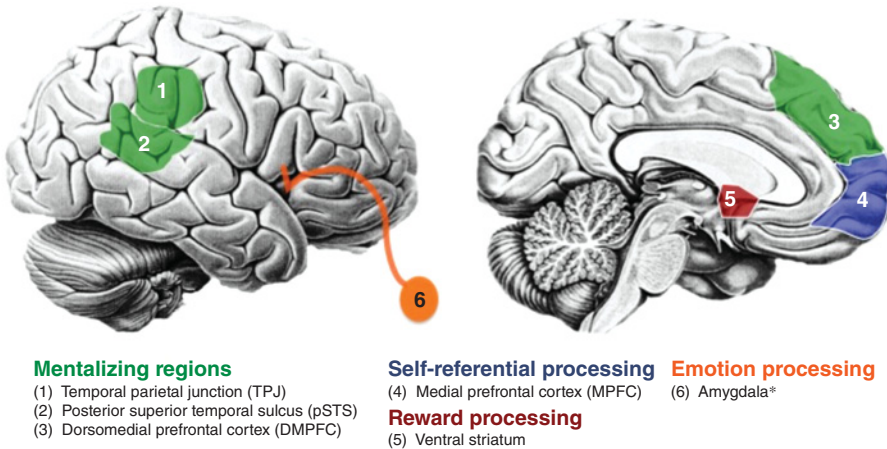 1
2
3
4
5
6
Mentalizing regions
(1) Temporal parietal junction (TPJ)
(2) Posterior superior temporal sulcus (pSTS)
(3) Dorsomedial prefrontal cortex (DMPFC)
Self-referential processing
(4) Medial prefrontal cortex (MPFC)
Reward processing
(5) Ventral striatum
Emotion processing
(6) Amygdala*